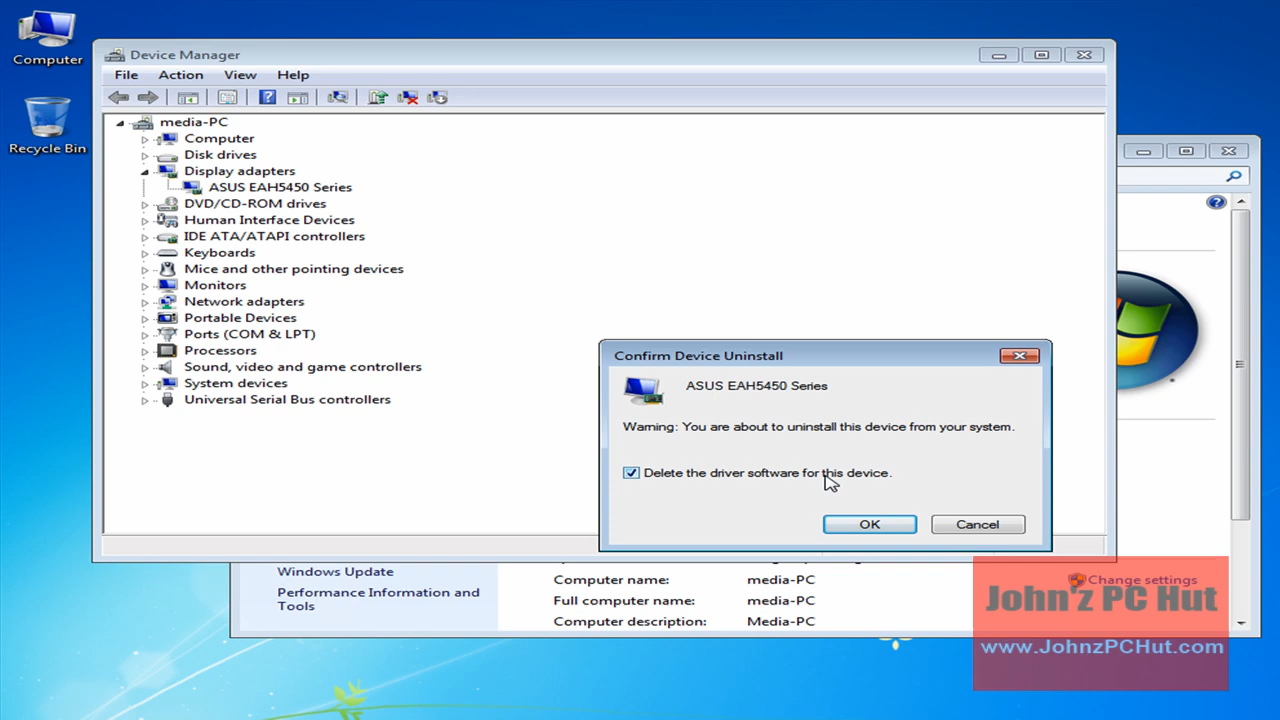 Computer
Recycle Bin
Device Manager
File Action View Help
media-PC
Computer
Disk drives
Display adapters
ASUS EAH5450 Series
DVD/CD-ROM drives
Human Interface Devices
IDE ATA/ATAPI controllers
Keyboards
Mice and other pointing devices
Monitors
Network adapters
Portable Devices
Ports (COM & LPT)
Processors
Sound, video and game controllers
System devices
Universal Serial Bus controllers
Confirm Device Uninstall
ASUS EAH5450 Series
Warning: You are about to uninstall this device from your system.
Delete the driver software for this device.
OK Cancel
Windows Update
Performance Information and
Tools
Computer name: media-PC
Full computer name: media-PC
Computer description: Media-PC
Change settings
John'z PC Hut
www.JohnzPCHut.com